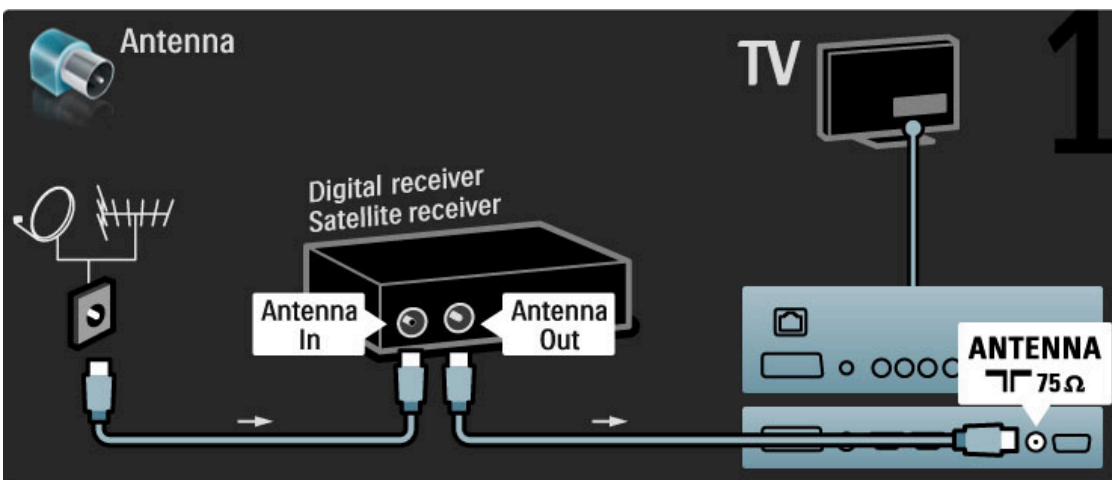 Antenna
TV
1
Digital receiver
Satellite receiver
Antenna
In
Antenna
Out
ANTENNA
75Ω